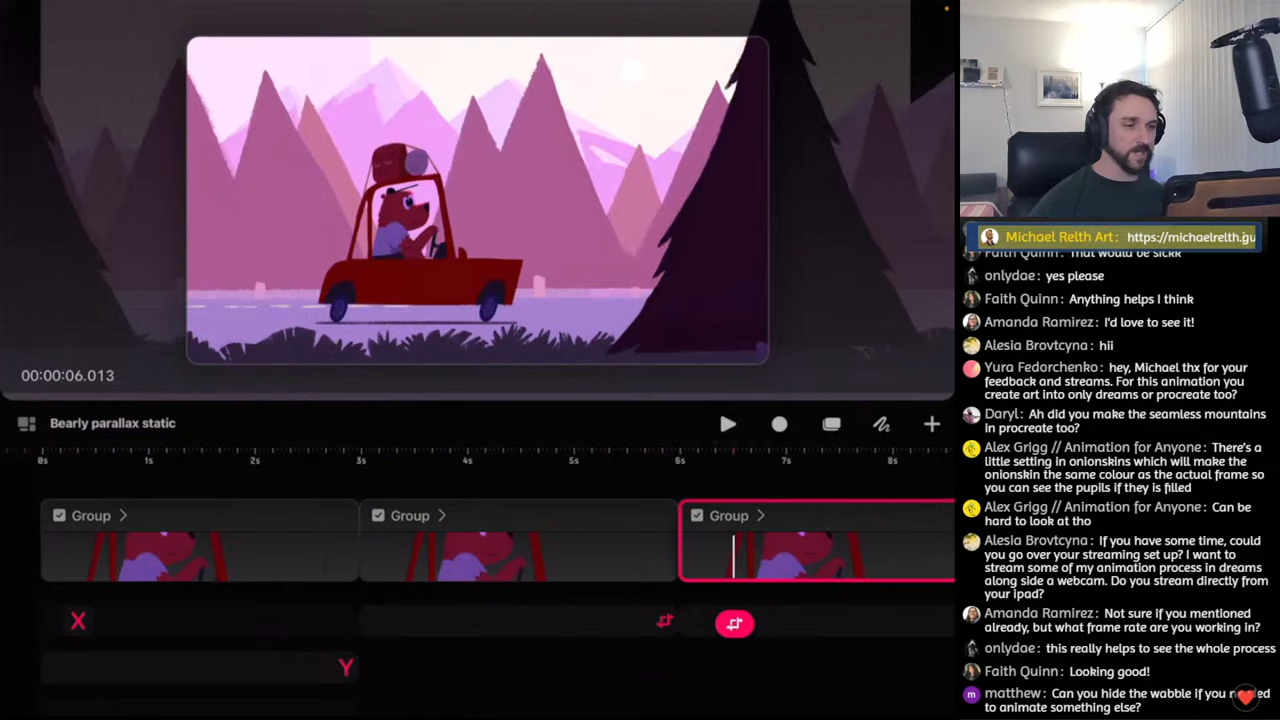 00:00:06.013
Bearly parallax static
0s 1s 2s 3s 4s 5s 6s 7s 8s
Group
Group
Group
X
Y
Michael Relth Art: https://michaelrelth.gu
Faith Quinn: That would be sickk
onlydae: yes please
Faith Quinn: Anything helps I think
Amanda Ramirez: I'd love to see it!
Alesia Brovtcyna: hii
Yura Fedorchenko: hey, Michael thx for your
feedback and streams. For this animation you
create art into only dreams or procreate too?
Daryl: Ah did you make the seamless mountains
in procreate too?
Alex Grigg // Animation for Anyone: There's a
little setting in onionskins which will make the
onionskin the same colour as the actual frame so
you can see the pupils if they is filled
Alex Grigg // Animation for Anyone: Can be
hard to look at tho
Alesia Brovtcyna: If you have some time, could
you go over your streaming set up? I want to
stream some of my animation process in dreams
along side a webcam. Do you stream directly from
your ipad?
Amanda Ramirez: Not sure if you mentioned
already, but what frame rate are you working in?
onlydae: this really helps to see the whole process
Faith Quinn: Looking good!
m matthew: Can you hide the wabble if you
to animate something else?